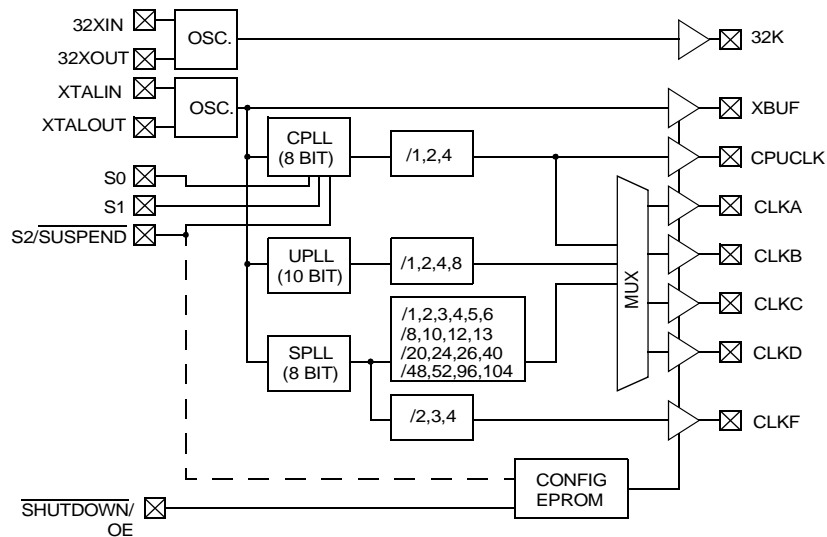 32XIN
OSC.
32K
32XOUT
XTALIN
OSC.
XBUF
XTALOUT
CPLL
(8 BIT)
/1,2,4
CPUCLK
S0
S1
CLKA
S2/SUSPEND
UPLL
(10 BIT)
/1,2,4,8
MUX
CLKB
/1,2,3,4,5,6
/8,10,12,13
/20,24,26,40
/48,52,96,104
CLKC
SPLL
(8 BIT)
CLKD
/2,3,4
CLKF
CONFIG
EPROM
SHUTDOWN/
OE